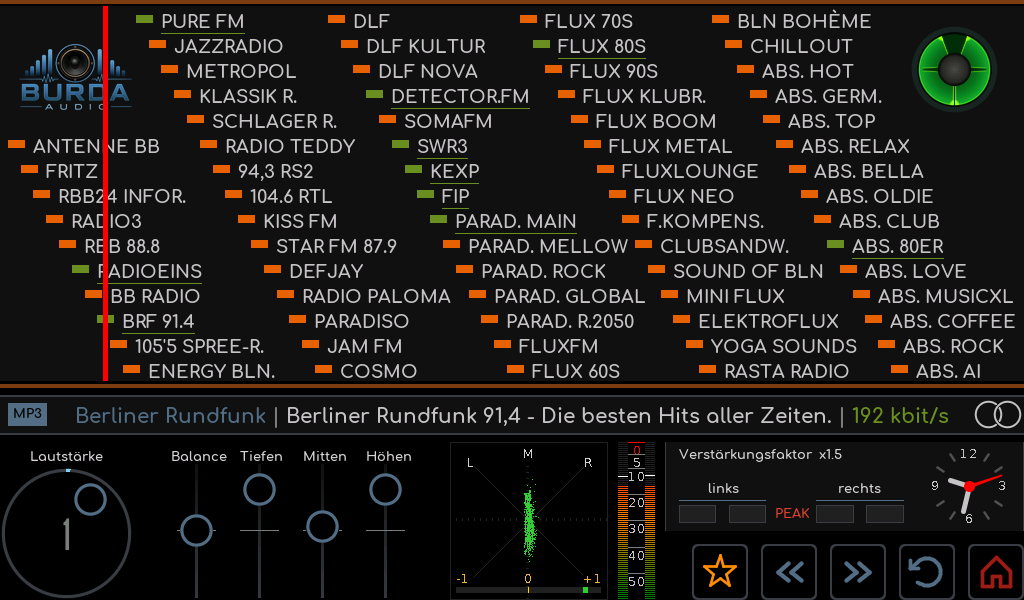 PURE FM
DLF
FLUX 70S
BLN BOHÈME
JAZZRADIO
DLF KULTUR
FLUX 80S
CHILLOUT
METROPOL
DLF NOVA
FLUX 90S
ABS. HOT
BURDA
AUDIO
KLASSIK R.
DETECTOR.FM
FLUX KLUBR.
ABS. GERM.
SCHLAGER R.
SOMAFM
FLUX BOOM
ABS. TOP
ANTENNE BB
RADIO TEDDY
SWR3
FLUX METAL
ABS. RELAX
FRITZ
94,3 RS2
KEXP
FLUXLOUNGE
ABS. BELLA
RBB24 INFOR.
104.6 RTL
FIP
FLUX NEO
ABS. OLDIE
RADIO3
KISS FM
PARAD. MAIN
F.KOMPENS.
ABS. CLUB
RBB 88.8
STAR FM 87.9
PARAD. MELLOW
CLUBSANDW.
ABS. 80ER
RADIOEINS
DEFJAY
PARAD. ROCK
SOUND OF BLN
ABS. LOVE
BB RADIO
RADIO PALOMA
PARAD. GLOBAL
MINI FLUX
ABS. MUSICXL
BRF 91.4
PARADISO
PARAD. R.2050
ELEKTROFLUX
ABS. COFFEE
105'5 SPREE-R.
JAM FM
FLUXFM
YOGA SOUNDS
ABS. ROCK
ENERGY BLN.
COSMO
FLUX 60S
RASTA RADIO
ABS. AI
MP3
Berliner Rundfunk | Berliner Rundfunk 91,4 - Die besten Hits aller Zeiten. | 192 kbit/s
Lautstärke
1
Balance
Tiefen
Mitten
Höhen
M
L
R
-1
0
+1
0
5
10
20
30
40
50
Verstärkungsfaktor x1.5
links
rechts
PEAK
12
9
3
6